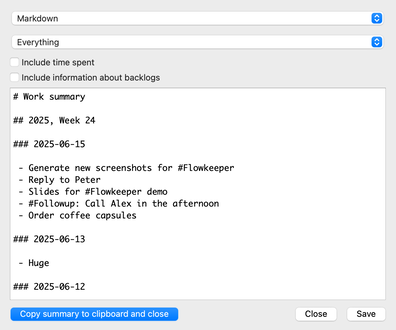 Markdown
Everything
Include time spent
Include information about backlogs
# Work summary
## 2025, Week 24
### 2025-06-15
- Generate new screenshots for #Flowkeeper
- Reply to Peter
- Slides for #Flowkeeper demo
- #Followup: Call Alex in the afternoon
- Order coffee capsules
### 2025-06-13
- Huge
### 2025-06-12
Copy summary to clipboard and close
Close
Save